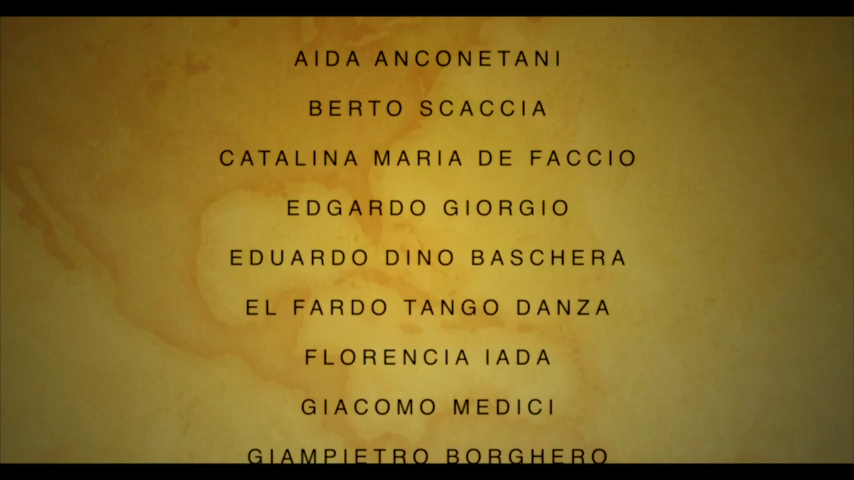 AIDA ANCONETANI
BERTO SCACCIA
CATALINA MARIA DE FACCIO
EDGARDO GIORGIO
EDUARDO DINO BASCHERA
EL FARDO TANGO DANZA
FLORENCIA IADA
GIACOMO MEDICI
GIAMPIETRO BORGHERO